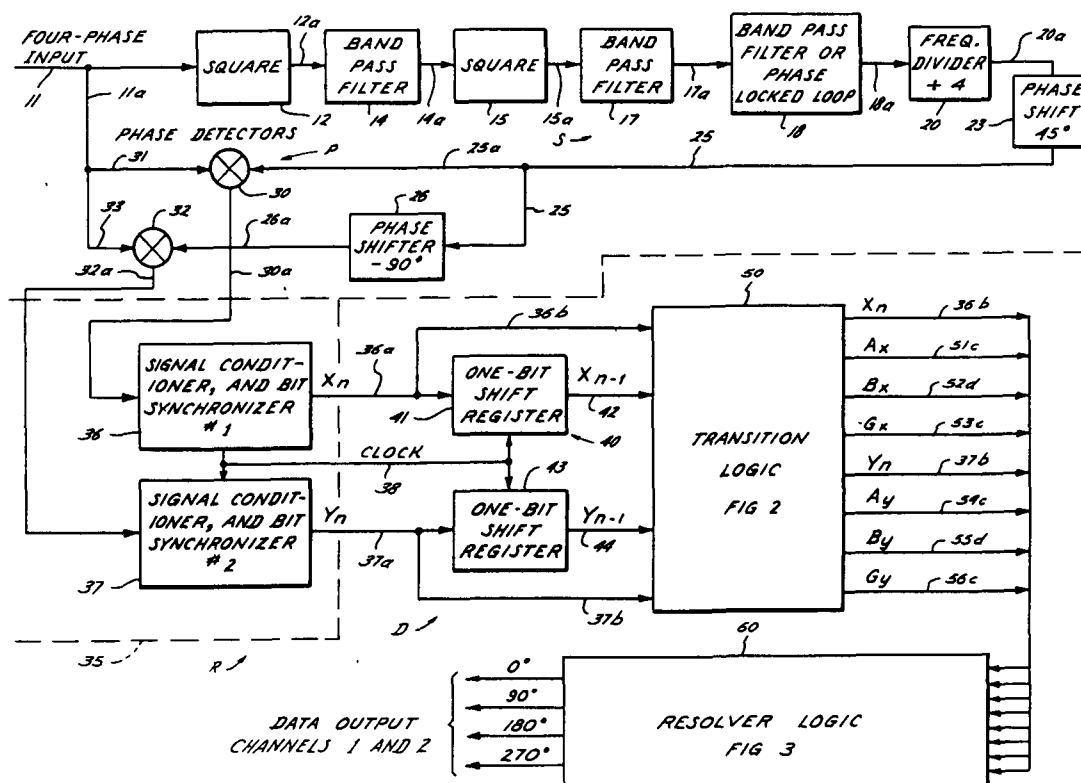 FOUR-PHASE
INPUT
11
11a
SQUARE
12
12a
BAND
PASS
FILTER
14
14a
SQUARE
15
15a
S
BAND
PASS
FILTER
17
17a
BAND PASS
FILTER OR
PHASE
LOCKED LOOP
18
18a
FREQ.
DIVIDER
÷ 4
20
20a
PHASE
SHIFT
45°
23
PHASE DETECTORS
P
31
30
25a
25
25
33
32
26a
26
PHASE
SHIFTER
-90°
32a
30a
SIGNAL CONDIT-
IONER, AND BIT
SYNCHRONIZER
#1
36
Xn
36a
36b
ONE-BIT
SHIFT
REGISTER
41
Xn-1
42
40
CLOCK
38
43
SIGNAL CONDIT-
IONER, AND BIT
SYNCHRONIZER
#2
37
Yn
37a
ONE-BIT
SHIFT
REGISTER
Yn-1
44
37b
D
35
R
50
TRANSITION
LOGIC
FIG 2
Xn 36b
Ax 51c
Bx 52d
Gx 53c
Yn 37b
Ay 54c
By 55d
Gy 56c
60
RESOLVER LOGIC
FIG 3
0°
90°
180°
270°
DATA OUTPUT
CHANNELS 1 AND 2